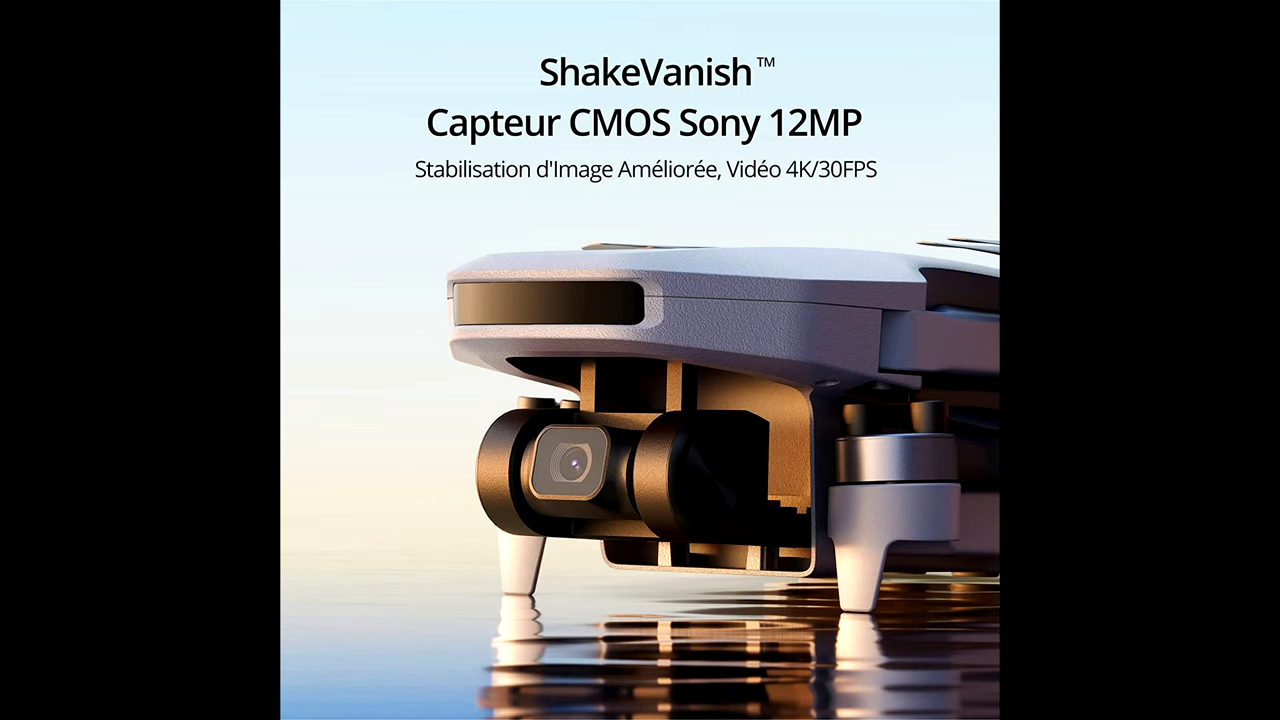 ShakeVanish™
Capteur CMOS Sony 12MP
Stabilisation d'Image Améliorée, Vidéo 4K/30FPS